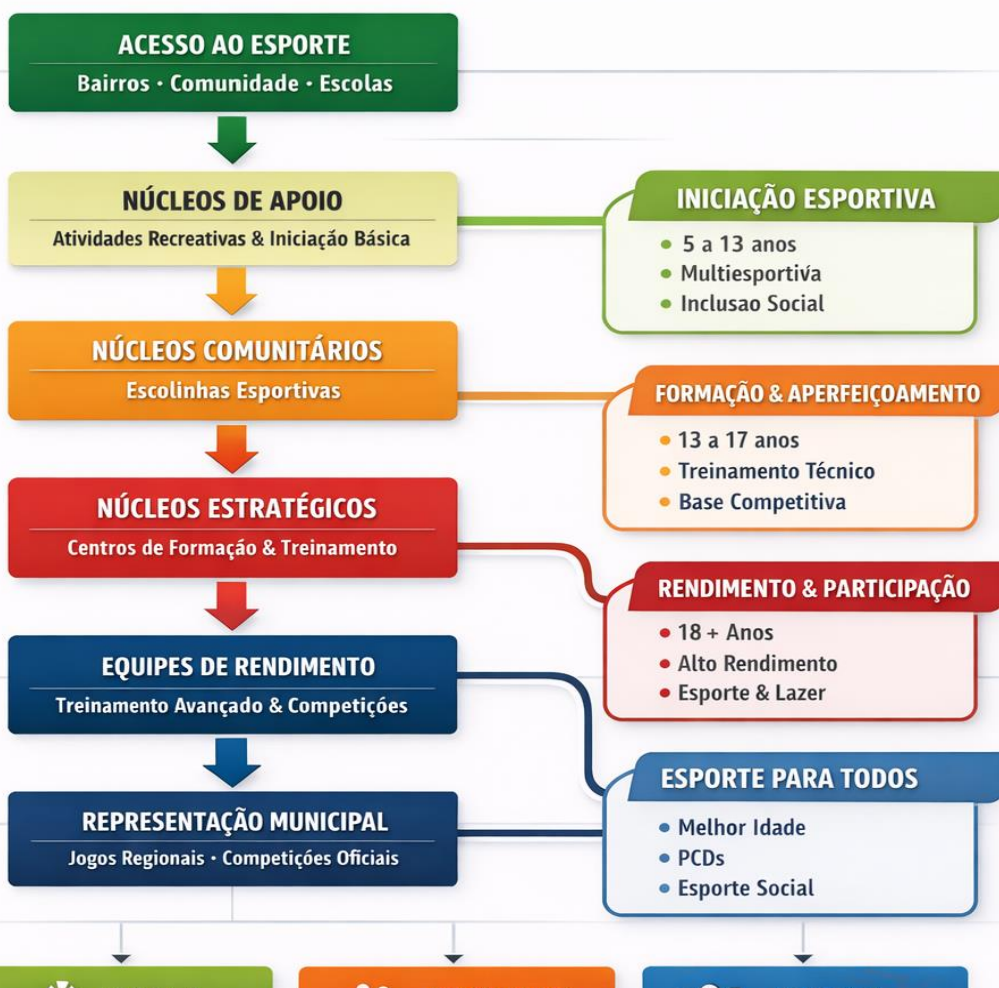 ACESSO AO ESPORTE
Bairros • Comunidade • Escolas
NÚCLEOS DE APOIO
Atividades Recreativas & Iniciação Básica
INICIAÇÃO ESPORTIVA
• 5 a 13 anos
• Multiesportiva
• Inclusao Social
NÚCLEOS COMUNITÁRIOS
Escolinhas Esportivas
FORMAÇÃO & APERFEIÇOAMENTO
• 13 a 17 anos
• Treinamento Técnico
• Base Competitiva
NÚCLEOS ESTRATÉGICOS
Centros de Formaçáo & Treinamento
RENDIMENTO & PARTICIPAÇÃO
• 18 + Anos
• Alto Rendimento
• Esporte & Lazer
EQUIPES DE RENDIMENTO
Treinamento Avançado & Competiçóes
ESPORTE PARA TODOS
• Melhor Idade
• PCDs
• Esporte Social
REPRESENTAÇÃO MUNICIPAL
Jogos Regionais • Competiçóes Oficiais